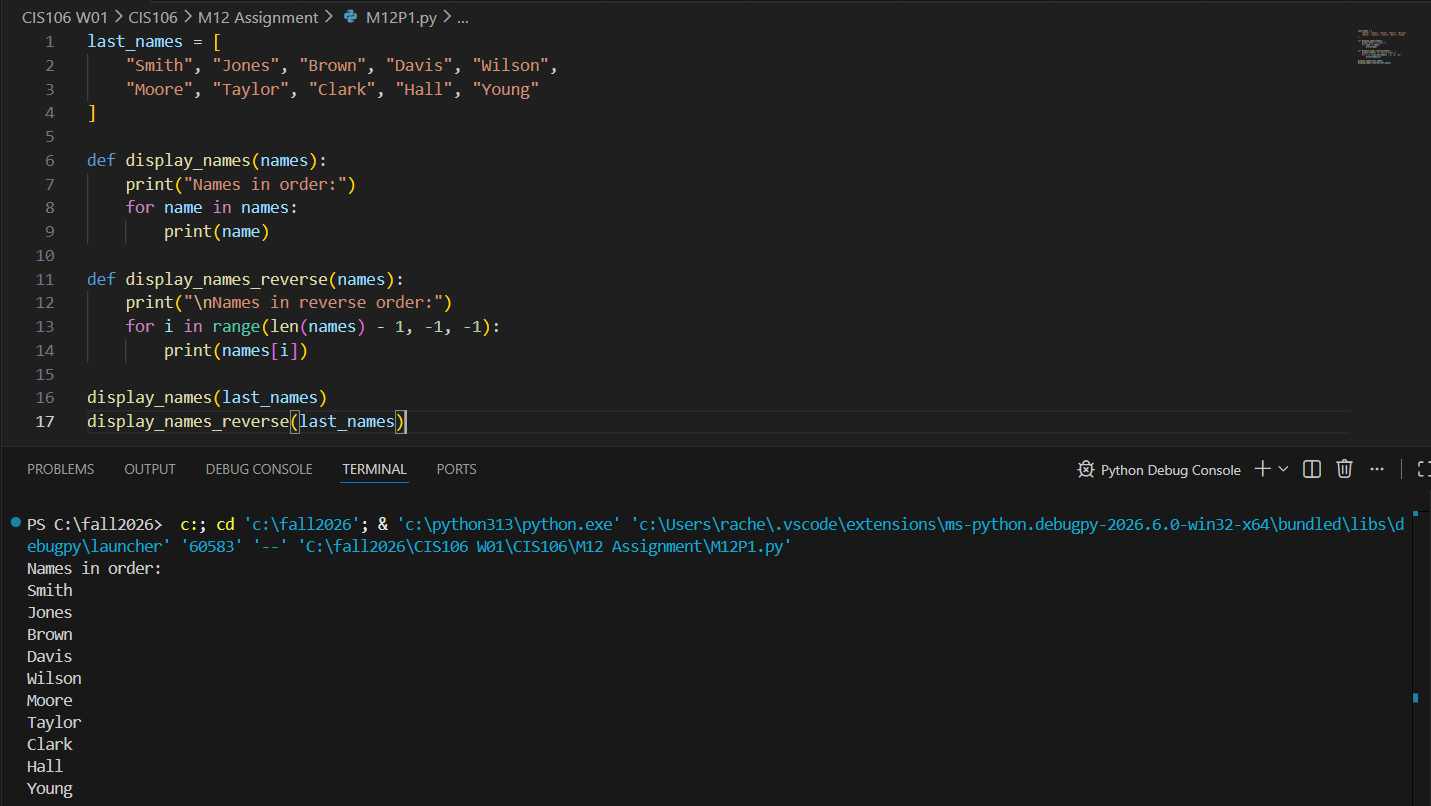 CIS106 W01 > CIS106 > M12 Assignment > M12P1.py > ...
1 last_names = [
2     "Smith", "Jones", "Brown", "Davis", "Wilson",
3     "Moore", "Taylor", "Clark", "Hall", "Young"
4 ]
5
6 def display_names(names):
7     print("Names in order:")
8     for name in names:
9         print(name)
10
11 def display_names_reverse(names):
12     print("\nNames in reverse order:")
13     for i in range(len(names) - 1, -1, -1):
14         print(names[i])
15
16 display_names(last_names)
17 display_names_reverse(last_names)
PROBLEMS OUTPUT DEBUG CONSOLE TERMINAL PORTS Python Debug Console
PS C:\fall2026>  c:; cd 'c:\fall2026'; & 'c:\python313\python.exe' 'c:\Users\rache\.vscode\extensions\ms-python.debugpy-2026.6.0-win32-x64\bundled\libs\d
ebugpy\launcher' '60583' '--' 'C:\fall2026\CIS106 W01\CIS106\M12 Assignment\M12P1.py'
Names in order:
Smith
Jones
Brown
Davis
Wilson
Moore
Taylor
Clark
Hall
Young